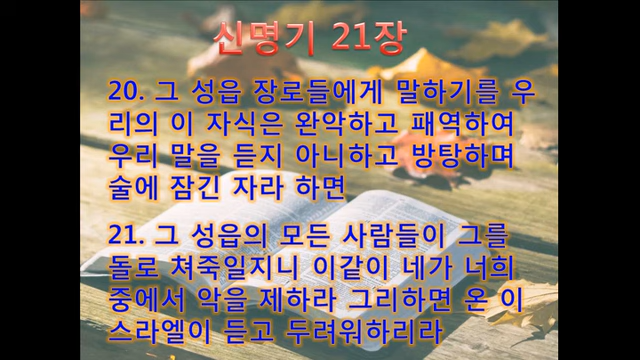 신명기 21장
20. 그 성읍 장로들에게 말하기를 우
리의 이 자식은 완악하고 패역하여
우리 말을 듣지 아니하고 방탕하며
술에 잠긴 자라 하면
21. 그 성읍의 모든 사람들이 그를
돌로 쳐죽일지니 이같이 네가 너희
중에서 악을 제하라 그리하면 온 이
스라엘이 듣고 두려워하리라